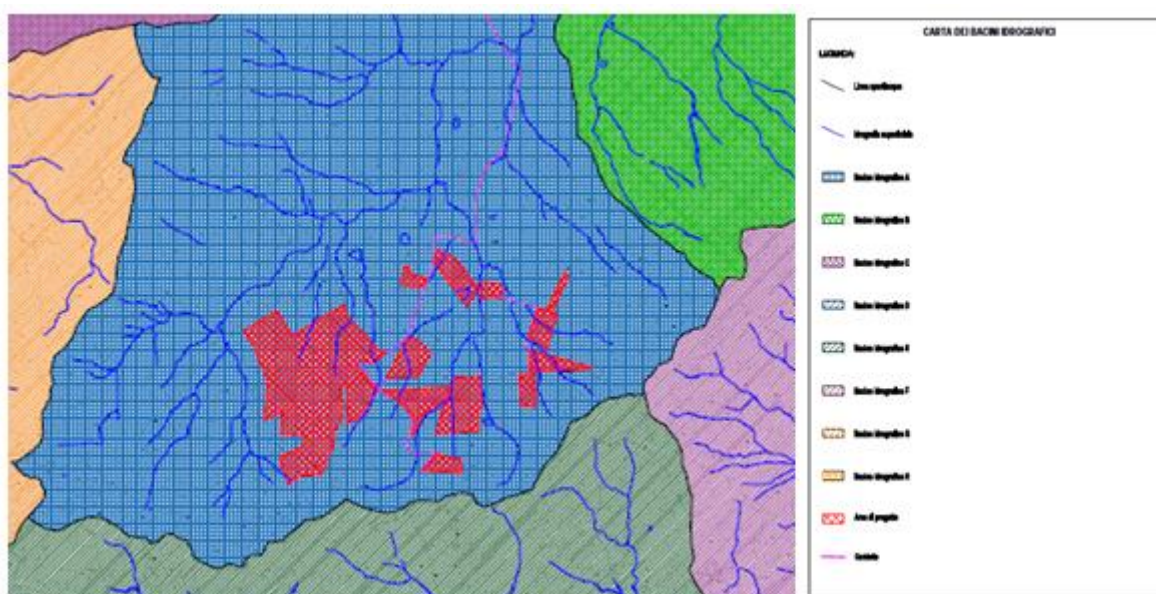 CARTA DEI BACINI IDROGRAFICI
LEGENDA:
Linea spartiacque
Idrografia superficiale
Bacino idrografico A
Bacino idrografico B
Bacino idrografico C
Bacino idrografico D
Bacino idrografico E
Bacino idrografico F
Bacino idrografico G
Bacino idrografico H
Area di progetto
Cavidotto